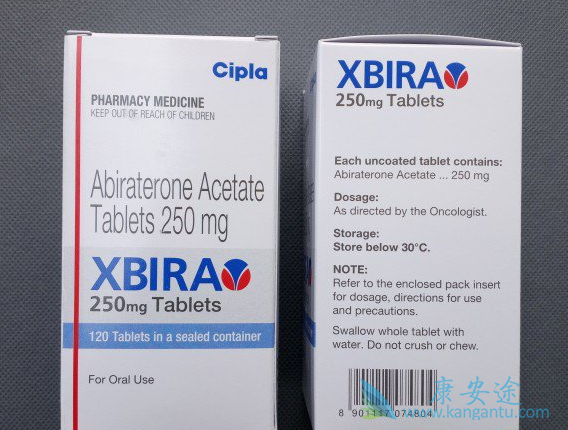 Cipla
PHARMACY MEDICINE
KEEP OUT OF REACH OF CHILDREN
Abiraterone Acetate
Tablets 250 mg
XBIRA
250mg Tablets
120 Tablets in a sealed container
For Oral Use
XBIRA
250mg Tablets
Each uncoated tablet contains:
Abiraterone Acetate ... 250 mg
Dosage:
As directed by the Oncologist.
Storage:
Store below 30°C.
NOTE:
Refer to the enclosed pack insert
for dosage, directions for use
and precautions.
Swallow whole tablet with
water. Do not crush or chew.
8 901117 074804
康安途
www.kangantu.com